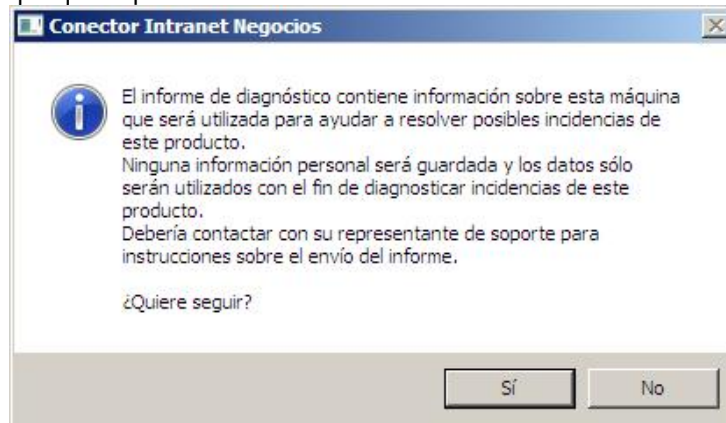 Conector Intranet Negocios
El informe de diagnóstico contiene información sobre esta máquina
que será utilizada para ayudar a resolver posibles incidencias de
este producto.
Ninguna información personal será guardada y los datos sólo
serán utilizados con el fin de diagnosticar incidencias de este
producto.
Debería contactar con su representante de soporte para
instrucciones sobre el envío del informe.
¿Quiere seguir?
Sí No